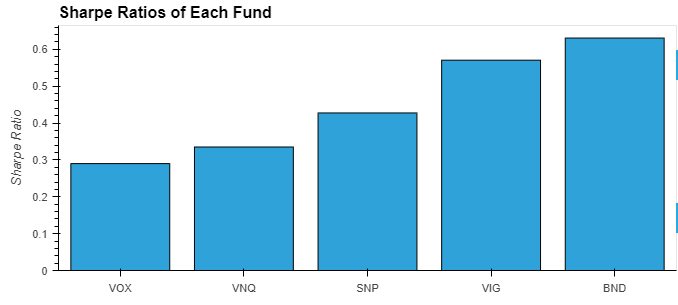 Sharpe Ratios of Each Fund
Sharpe Ratio
0.6
0.5
0.4
0.3
0.2
0.1
0
VOX VNQ SNP VIG BND